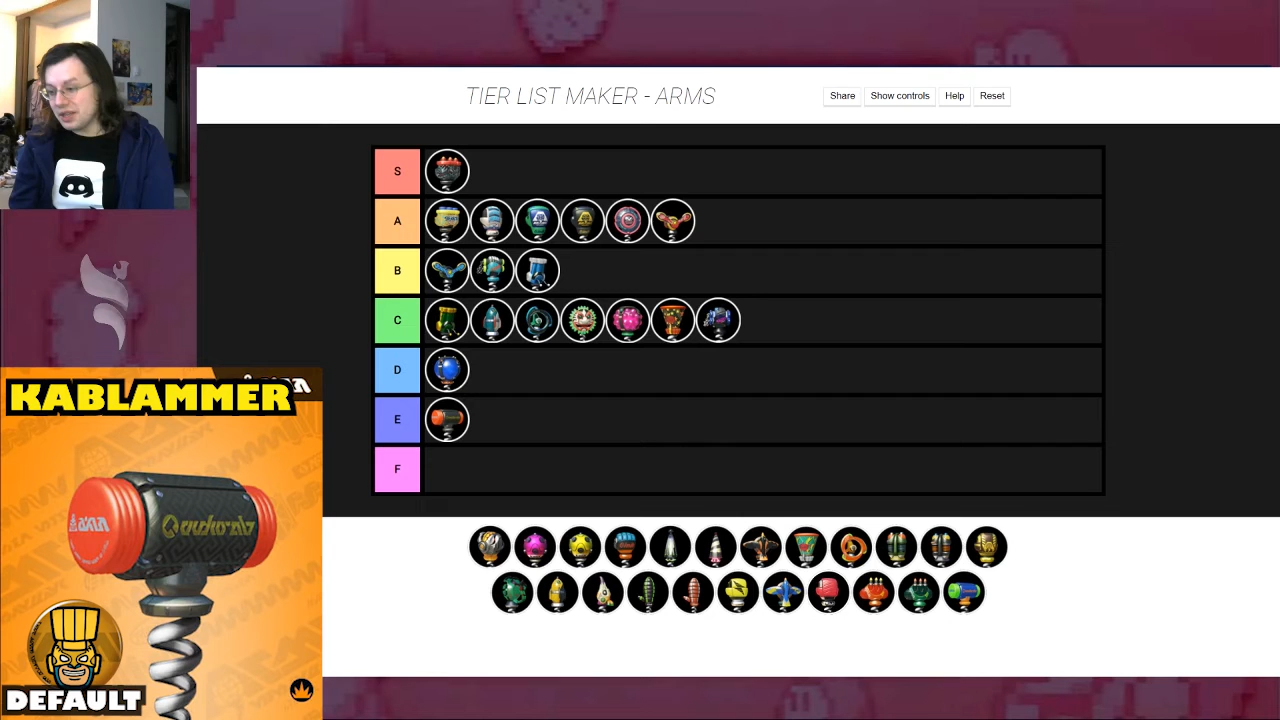 TIER LIST MAKER - ARMS
Share
Show controls
Help
Reset
S
A
B
C
D
E
F
KABLAMMER
DEFAULT